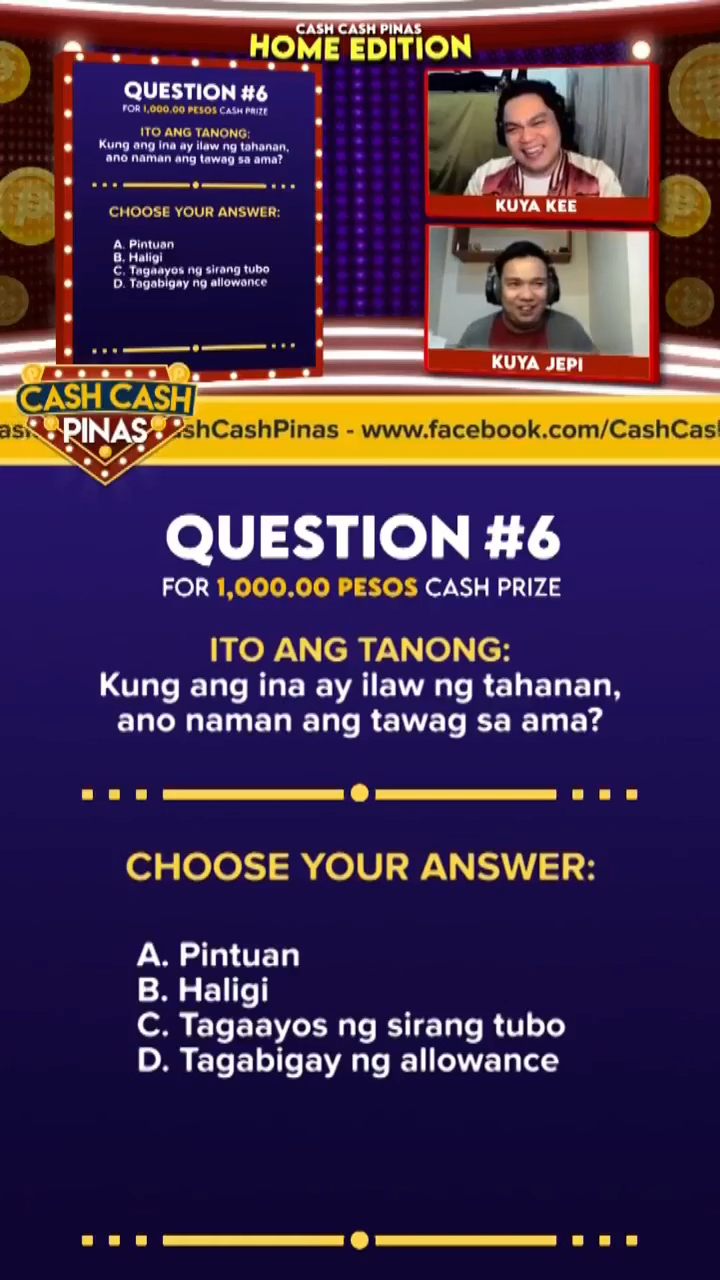 CASH CASH PINAS
HOME EDITION
QUESTION #6
FOR 1,000.00 PESOS CASH PRIZE
ITO ANG TANONG:
Kung ang ina ay ilaw ng tahanan,
ano naman ang tawag sa ama?
CHOOSE YOUR ANSWER:
A. Pintuan
B. Haligi
C. Tagaayos ng sirang tubo
D. Tagabigay ng allowance
KUYA KEE
KUYA JEPI
CASH CASH
PINAS
shCashPinas - www.facebook.com/CashCas
QUESTION #6
FOR 1,000.00 PESOS CASH PRIZE
ITO ANG TANONG:
Kung ang ina ay ilaw ng tahanan,
ano naman ang tawag sa ama?
CHOOSE YOUR ANSWER:
A. Pintuan
B. Haligi
C. Tagaayos ng sirang tubo
D. Tagabigay ng allowance